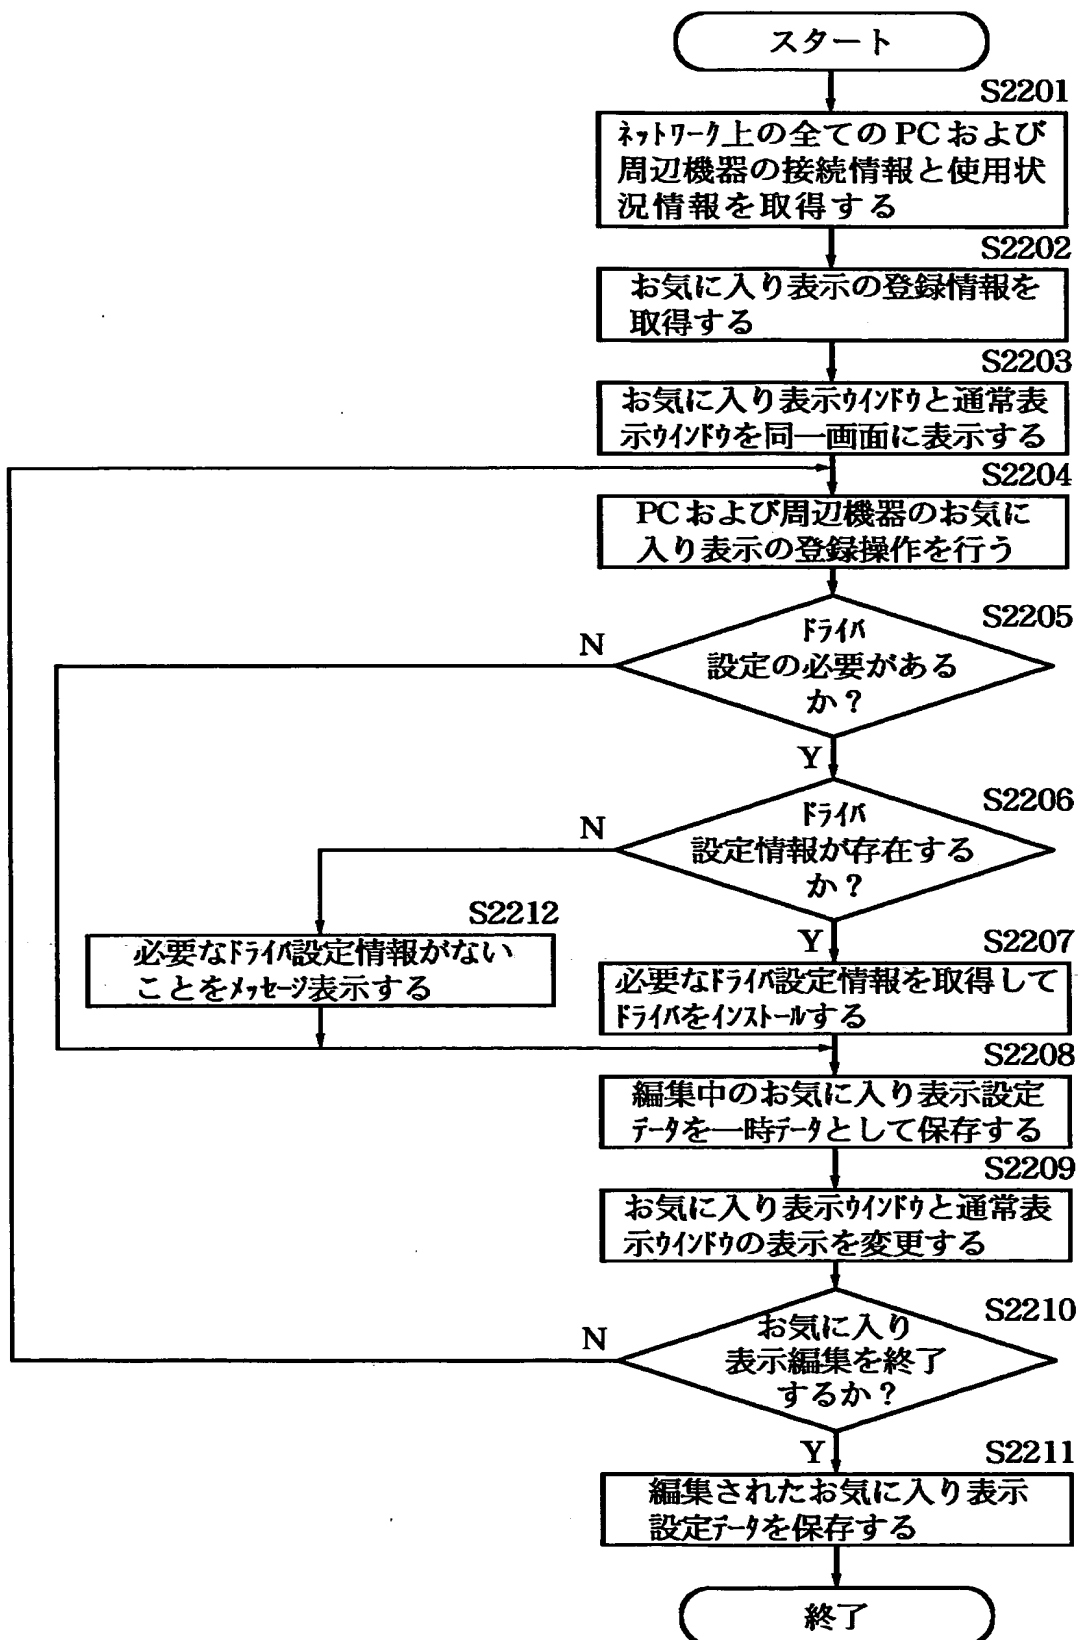 スタート
S2201
ﾈｯﾄﾜｰｸ上の全てのPCおよび
周辺機器の接続情報と使用状
況情報を取得する
S2202
お気に入り表示の登録情報を
取得する
S2203
お気に入り表示ｳｲﾝﾄﾞｳと通常表
示ｳｲﾝﾄﾞｳを同一画面に表示する
S2204
PCおよび周辺機器のお気に
入り表示の登録操作を行う
S2205
ﾄﾞﾗｲﾊﾞ
設定の必要がある
か？
N
Y
S2206
ﾄﾞﾗｲﾊﾞ
設定情報が存在する
か？
N
Y
S2212
必要なﾄﾞﾗｲﾊﾞ設定情報がない
ことをﾒｯｾｰｼﾞ表示する
S2207
必要なﾄﾞﾗｲﾊﾞ設定情報を取得して
ﾄﾞﾗｲﾊﾞをｲﾝｽﾄｰﾙする
S2208
編集中のお気に入り表示設定
ﾃﾞｰﾀを一時ﾃﾞｰﾀとして保存する
S2209
お気に入り表示ｳｲﾝﾄﾞｳと通常表
示ｳｲﾝﾄﾞｳの表示を変更する
S2210
お気に入り
表示編集を終了
するか？
N
Y
S2211
編集されたお気に入り表示
設定ﾃﾞｰﾀを保存する
終了